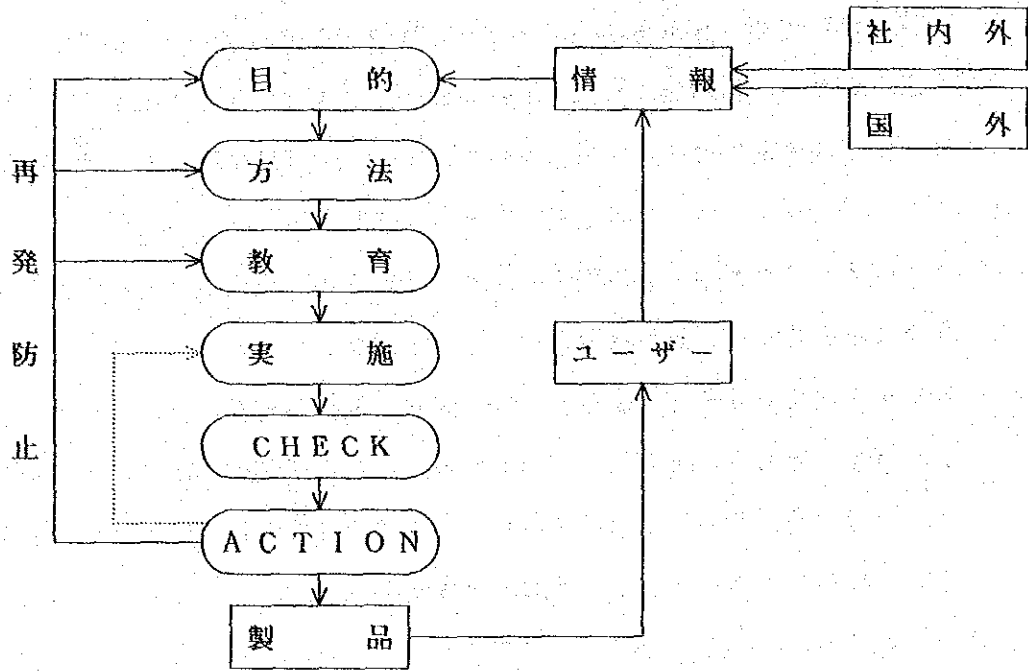 社内外
目的
情報
国外
方法
教育
実施
ユーザー
CHECK
ACTION
製品
再発防止